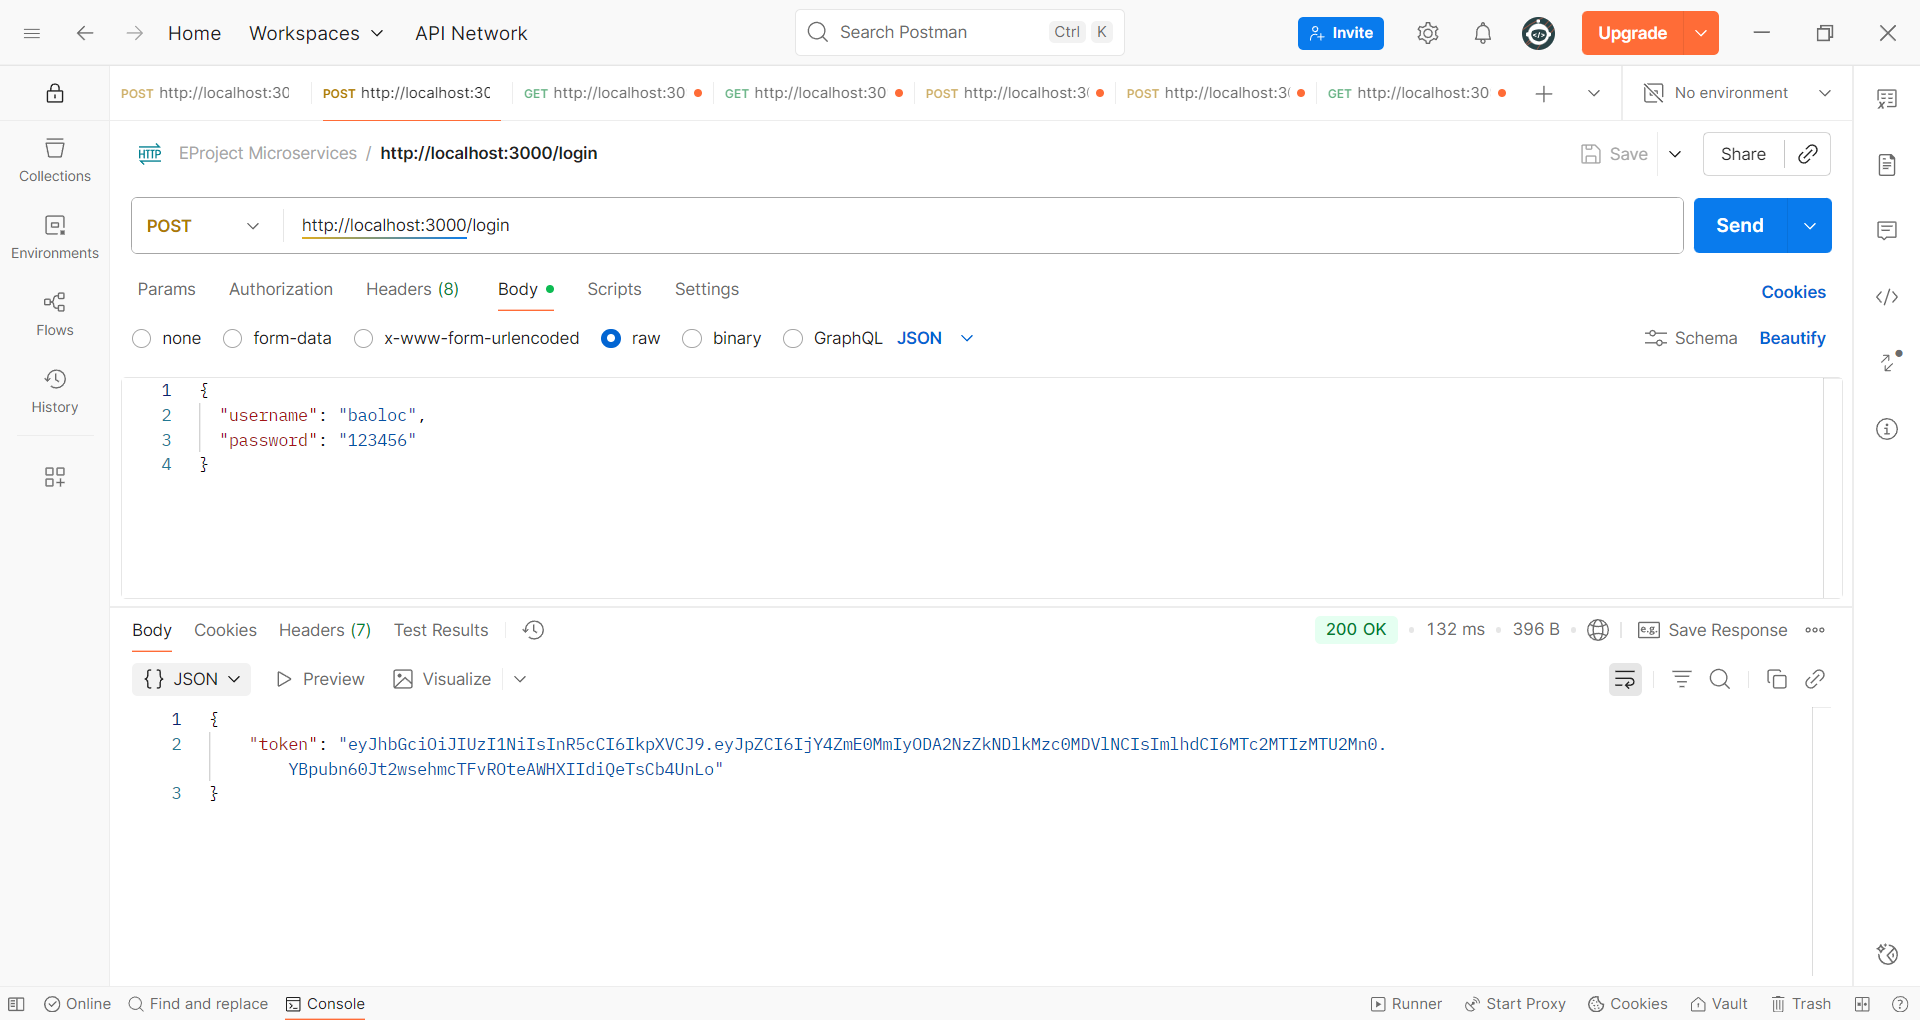 Home Workspaces API Network Search Postman Ctrl K Invite Upgrade
POST http://localhost:30 POST http://localhost:30 GET http://localhost:30 GET http://localhost:30 POST http://localhost:30 POST http://localhost:30 GET http://localhost:30 No environment
HTTP EProject Microservices / http://localhost:3000/login Save Share
Collections
Environments
Flows
History
POST http://localhost:3000/login Send
Params Authorization Headers (8) Body Scripts Settings Cookies
none form-data x-www-form-urlencoded raw binary GraphQL JSON Schema Beautify
1 {
2 "username": "baoloc",
3 "password": "123456"
4 }
Body Cookies Headers (7) Test Results 200 OK 132 ms 396 B e.g. Save Response
{} JSON Preview Visualize
1 {
2 "token": "eyJhbGciOiJIUzI1NiIsInR5cCI6IkpXVCJ9.eyJpZCI6IjY4ZmE0MmIyODA2NzZkNDlkMzc0MDVlNCIsImlhdCI6MTc2MTIzMTU2Mn0.
YBpubn60Jt2wsehmcTFvROteAWHXIIdiQeTsCb4UnLo"
3 }
Online Find and replace Console Runner Start Proxy Cookies Vault Trash